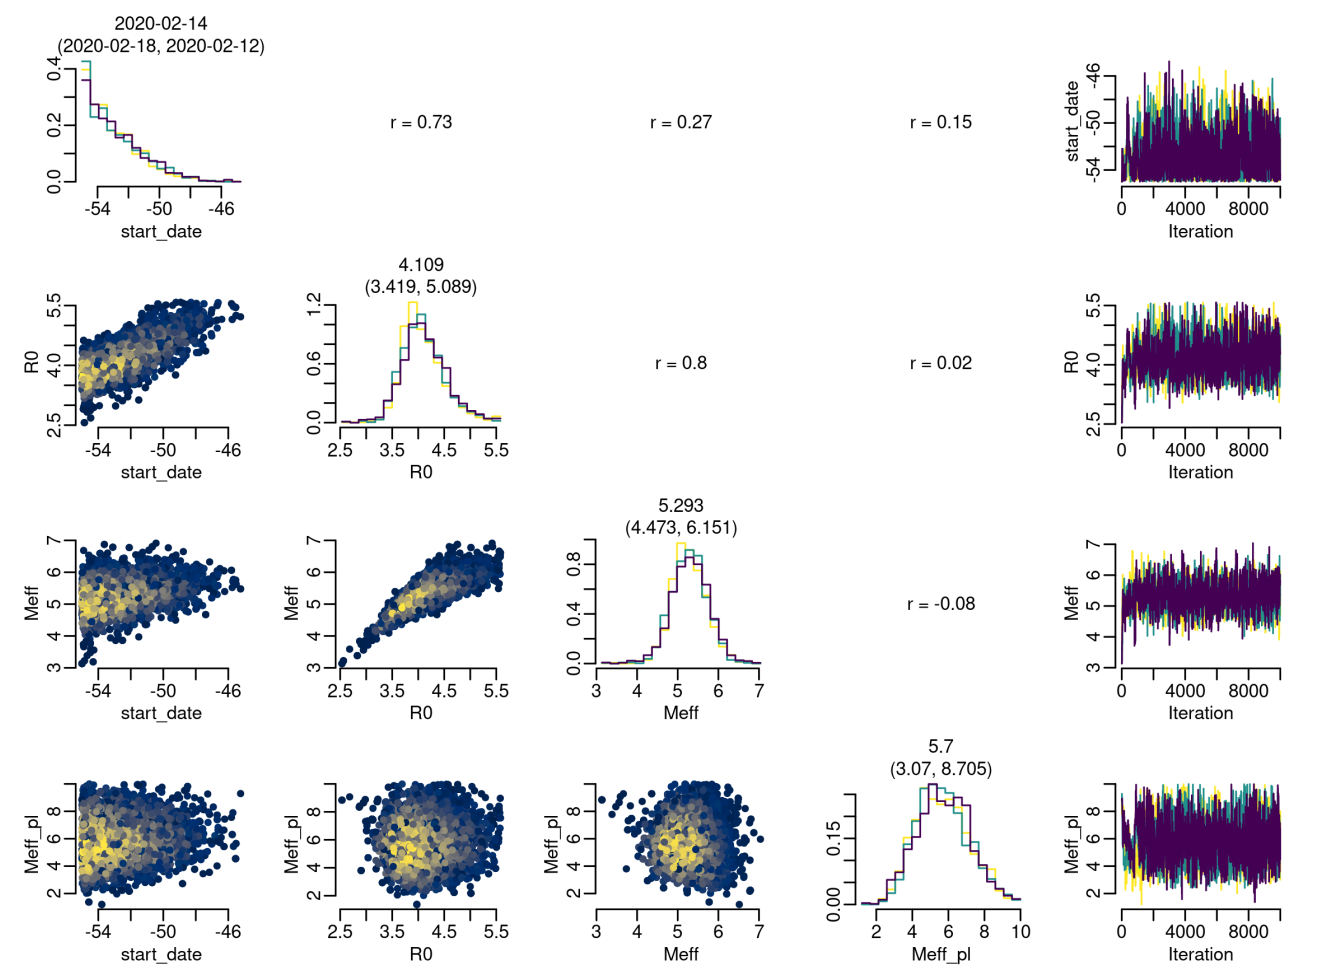 2020-02-14
(2020-02-18, 2020-02-12)
0.0 0.2 0.4
-54 -50 -46
start_date
r = 0.73
r = 0.27
r = 0.15
start_date
-54 -50 -46
0 4000 8000
Iteration
R0
2.5 4.0 5.5
-54 -50 -46
start_date
4.109
(3.419, 5.089)
0.0 0.6 1.2
2.5 3.5 4.5 5.5
R0
r = 0.8
r = 0.02
R0
2.5 4.0 5.5
0 4000 8000
Iteration
Meff
3 4 5 6 7
-54 -50 -46
start_date
Meff
3 4 5 6 7
2.5 3.5 4.5 5.5
R0
5.293
(4.473, 6.151)
0.0 0.4 0.8
3 4 5 6 7
Meff
r = -0.08
Meff
3 4 5 6 7
0 4000 8000
Iteration
Meff_pl
2 4 6 8
-54 -50 -46
start_date
Meff_pl
2 4 6 8
2.5 3.5 4.5 5.5
R0
Meff_pl
2 4 6 8
3 4 5 6 7
Meff
5.7
(3.07, 8.705)
0.00 0.15
2 4 6 8 10
Meff_pl
Meff_pl
2 4 6 8
0 4000 8000
Iteration